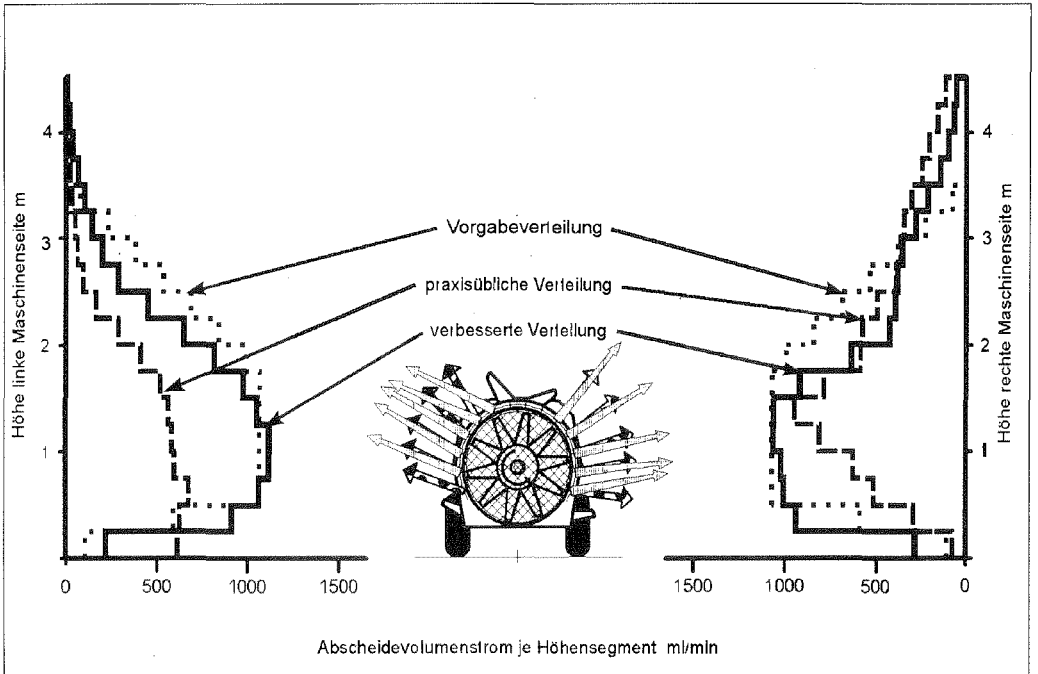 Höhe linke Maschinenseite m
4
3
2
1
Vorgabeverteilung
praxisübliche Verteilung
verbesserte Verteilung
4
3
2
1
Höhe rechte Maschinenseite m
0
500
1000
1500
1500
1000
500
0
Abscheidevolumenstrom je Höhensegment ml/min